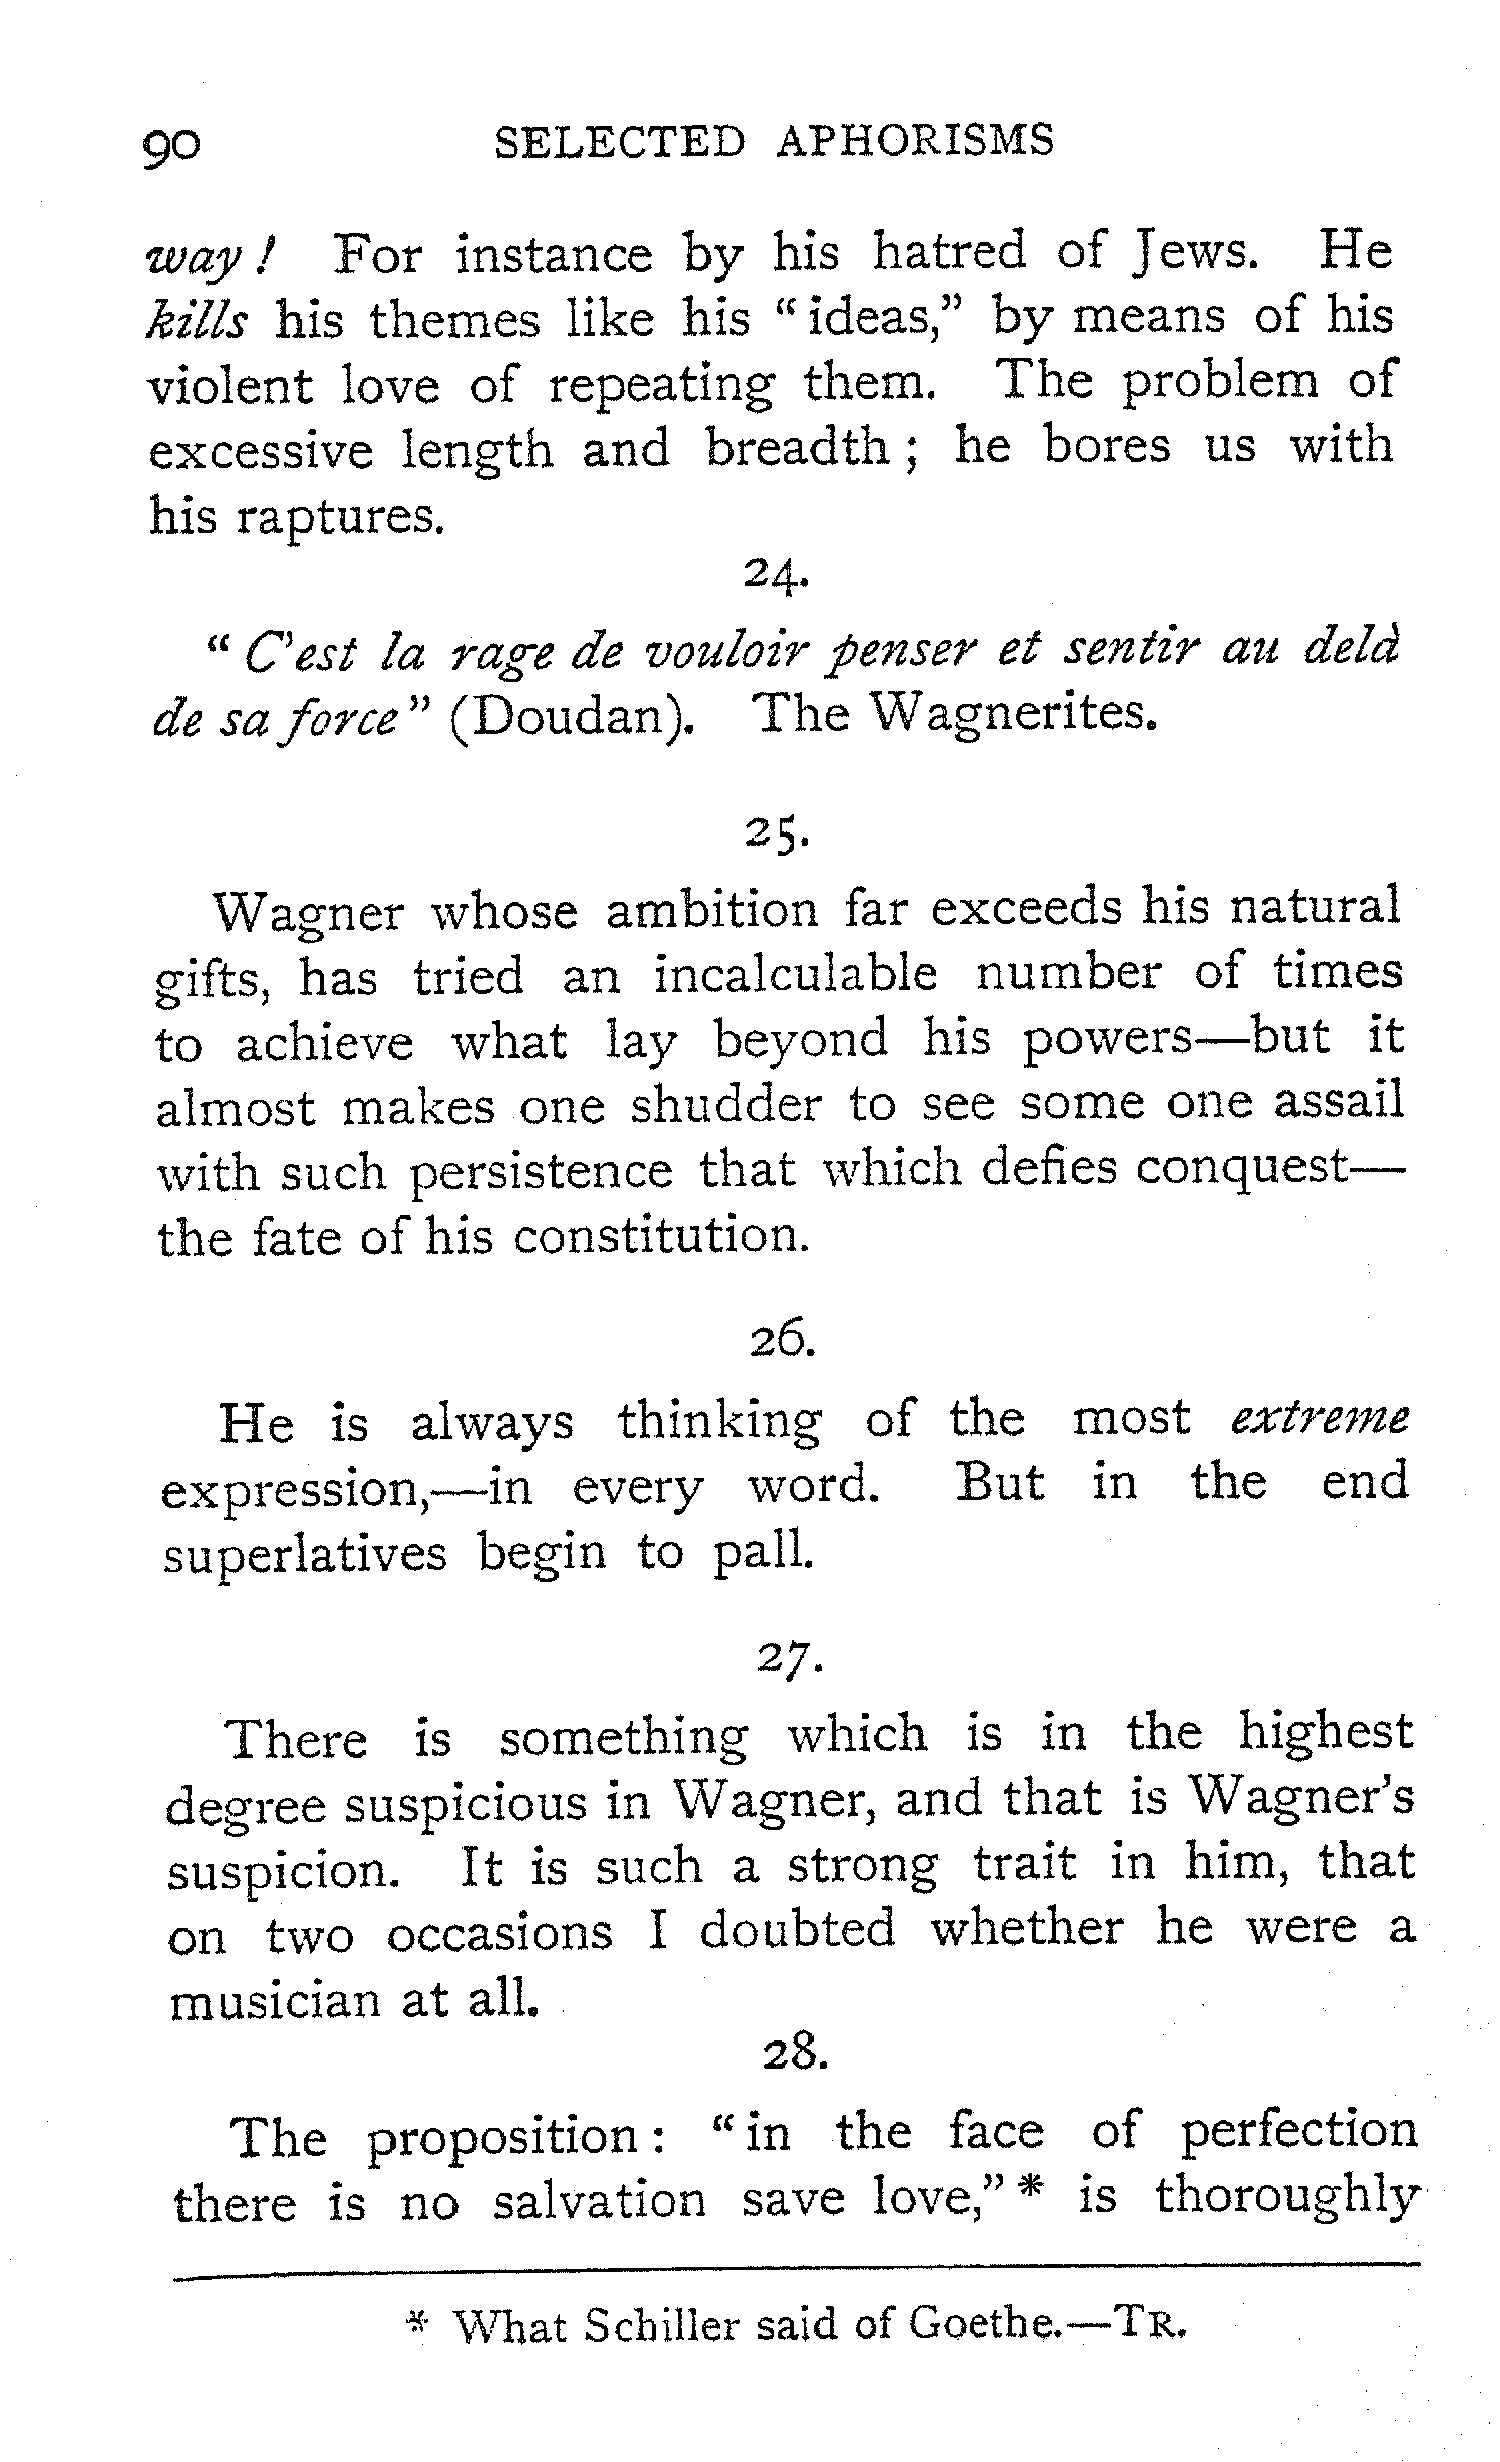 90 SELECTED APHORISMS
way! For instance by his hatred of Jews. He
kills his themes like his "ideas," by means of his
violent love of repeating them. The problem of
excessive length and breadth; he bores us with
his raptures.
24.
"C'est la rage de vouloir penser et sentir au delà
de sa force" (Doudan). The Wagnerites.
25.
Wagner whose ambition far exceeds his natural
gifts, has tried an incalculable number of times
to achieve what lay beyond his powers—but it
almost makes one shudder to see some one assail
with such persistence that which defies conquest—
the fate of his constitution.
26.
He is always thinking of the most extreme
expression,—in every word. But in the end
superlatives begin to pall.
27.
There is something which is in the highest
degree suspicious in Wagner, and that is Wagner's
suspicion. It is such a strong trait in him, that
on two occasions I doubted whether he were a
musician at all.
28.
The proposition: "in the face of perfection
there is no salvation save love,"* is thoroughly
* What Schiller said of Goethe.—TR.